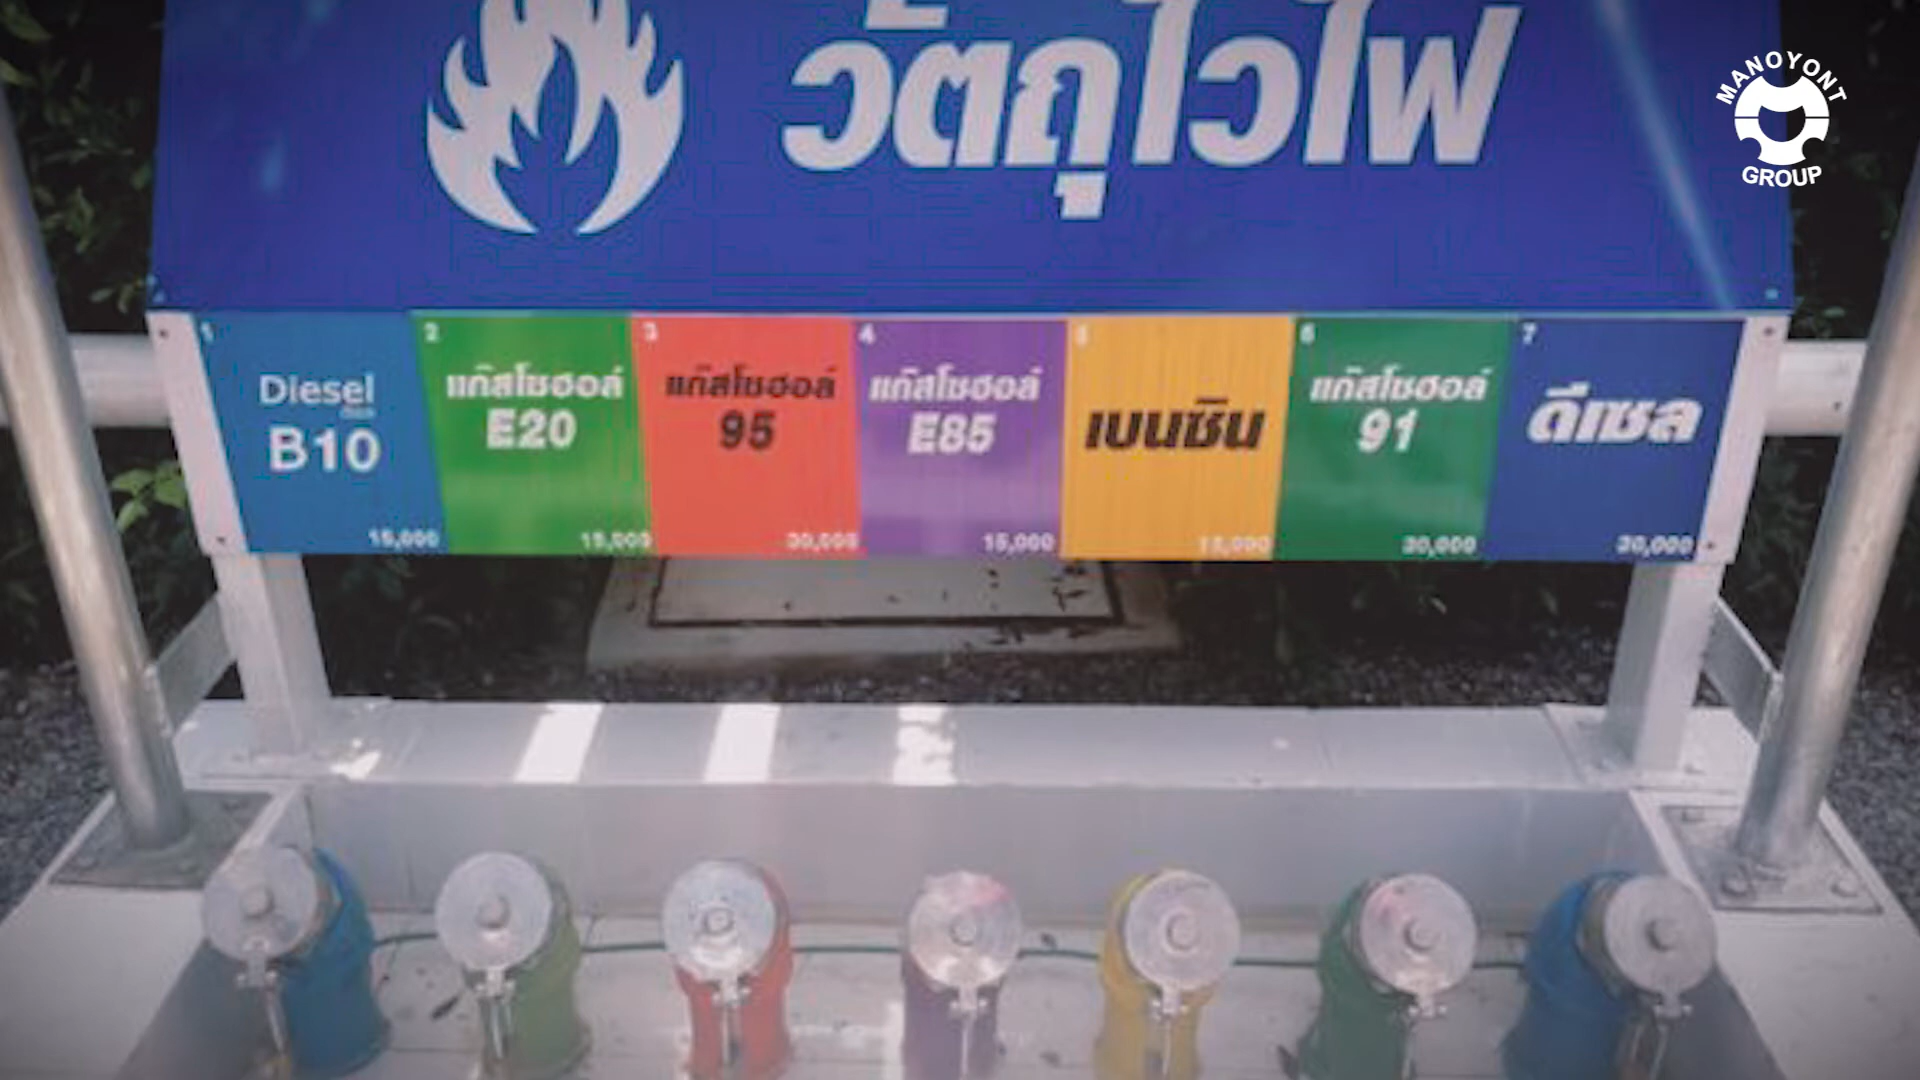 วัตถุไวไฟ
MANOYONT
GROUP
1
Diesel
B10
15,000
2
แก๊สโซฮอล์
E20
15,000
3
แก๊สโซฮอล์
95
30,000
4
แก๊สโซฮอล์
E85
15,000
5
เบนซิน
15,000
6
แก๊สโซฮอล์
91
30,000
7
ดีเซล
30,000